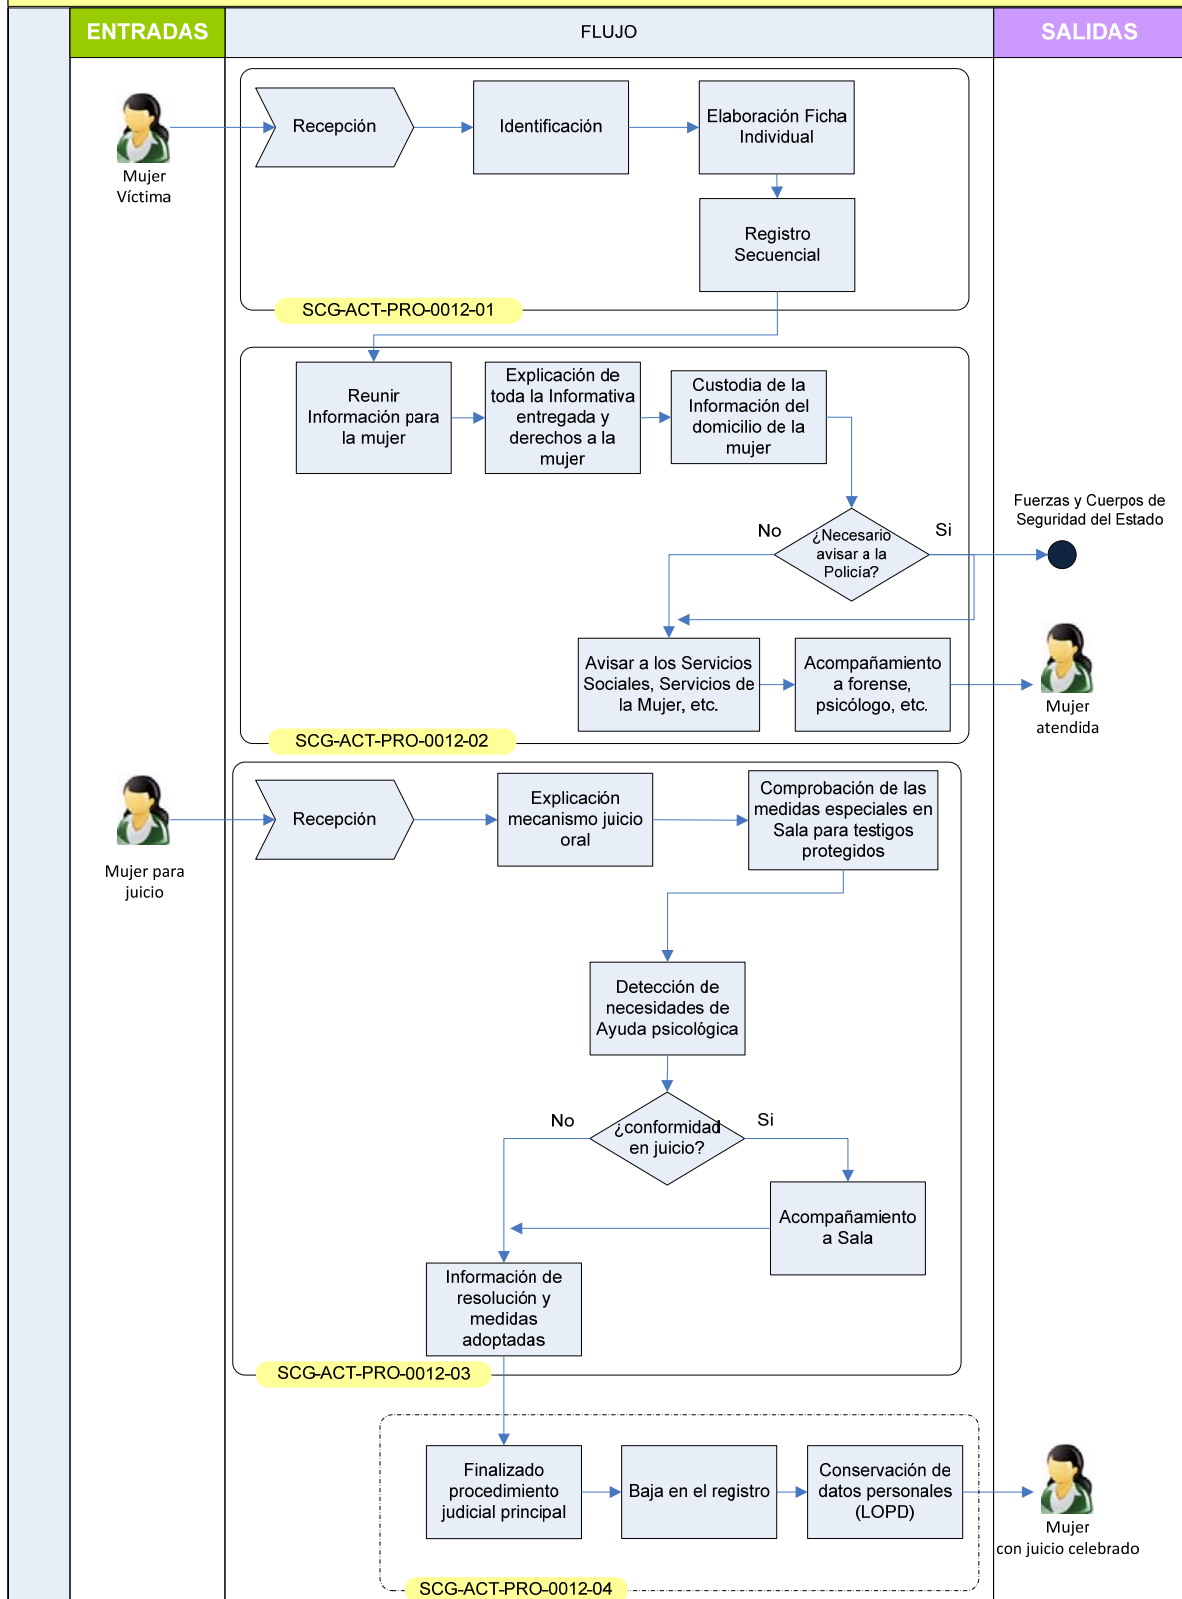 ENTRADAS
FLUJO
SALIDAS
Mujer
Víctima
Recepción
Identificación
Elaboración Ficha
Individual
Registro
Secuencial
SCG-ACT-PRO-0012-01
Reunir
Información para
la mujer
Explicación de
toda la Informativa
entregada y
derechos a la
mujer
Custodia de la
Información del
domicilio de la
mujer
¿Necesario
avisar a la
Policía?
No
Si
Fuerzas y Cuerpos de
Seguridad del Estado
Avisar a los Servicios
Sociales, Servicios de
la Mujer, etc.
Acompañamiento
a forense,
psicólogo, etc.
Mujer
atendida
SCG-ACT-PRO-0012-02
Mujer para
juicio
Recepción
Explicación
mecanismo juicio
oral
Comprobación de las
medidas especiales en
Sala para testigos
protegidos
Detección de
necesidades de
Ayuda psicológica
¿conformidad
en juicio?
No
Si
Acompañamiento
a Sala
Información de
resolución y
medidas
adoptadas
SCG-ACT-PRO-0012-03
Finalizado
procedimiento
judicial principal
Baja en el registro
Conservación de
datos personales
(LOPD)
Mujer
con juicio celebrado
SCG-ACT-PRO-0012-04